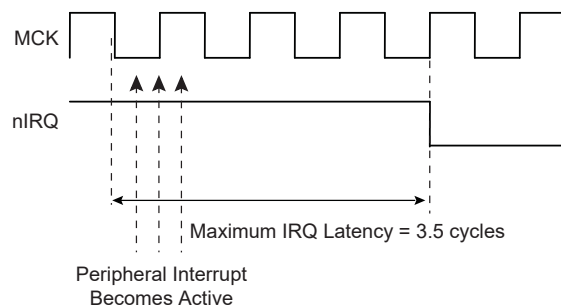 MCK
nIRQ
Maximum IRQ Latency = 3.5 cycles
Peripheral Interrupt
Becomes Active